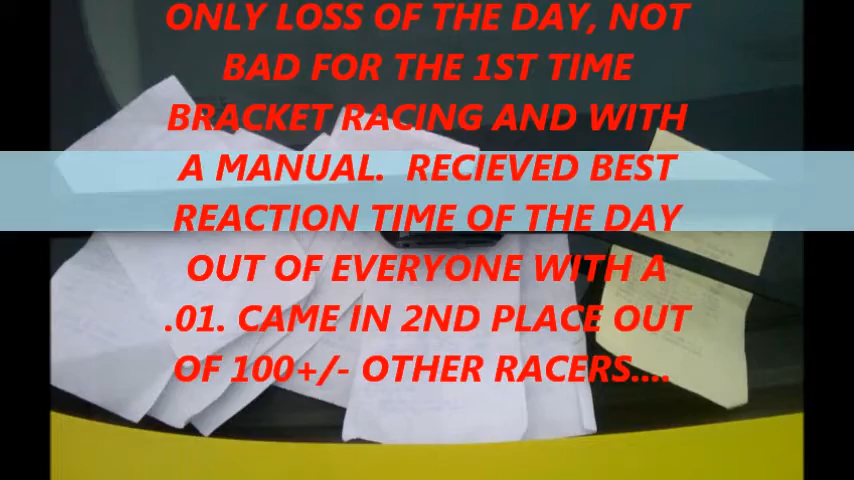 ONLY LOSS OF THE DAY, NOT
BAD FOR THE 1ST TIME
BRACKET RACING AND WITH
A MANUAL.  RECIEVED BEST
REACTION TIME OF THE DAY
OUT OF EVERYONE WITH A
.01. CAME IN 2ND PLACE OUT
OF 100+/- OTHER RACERS....